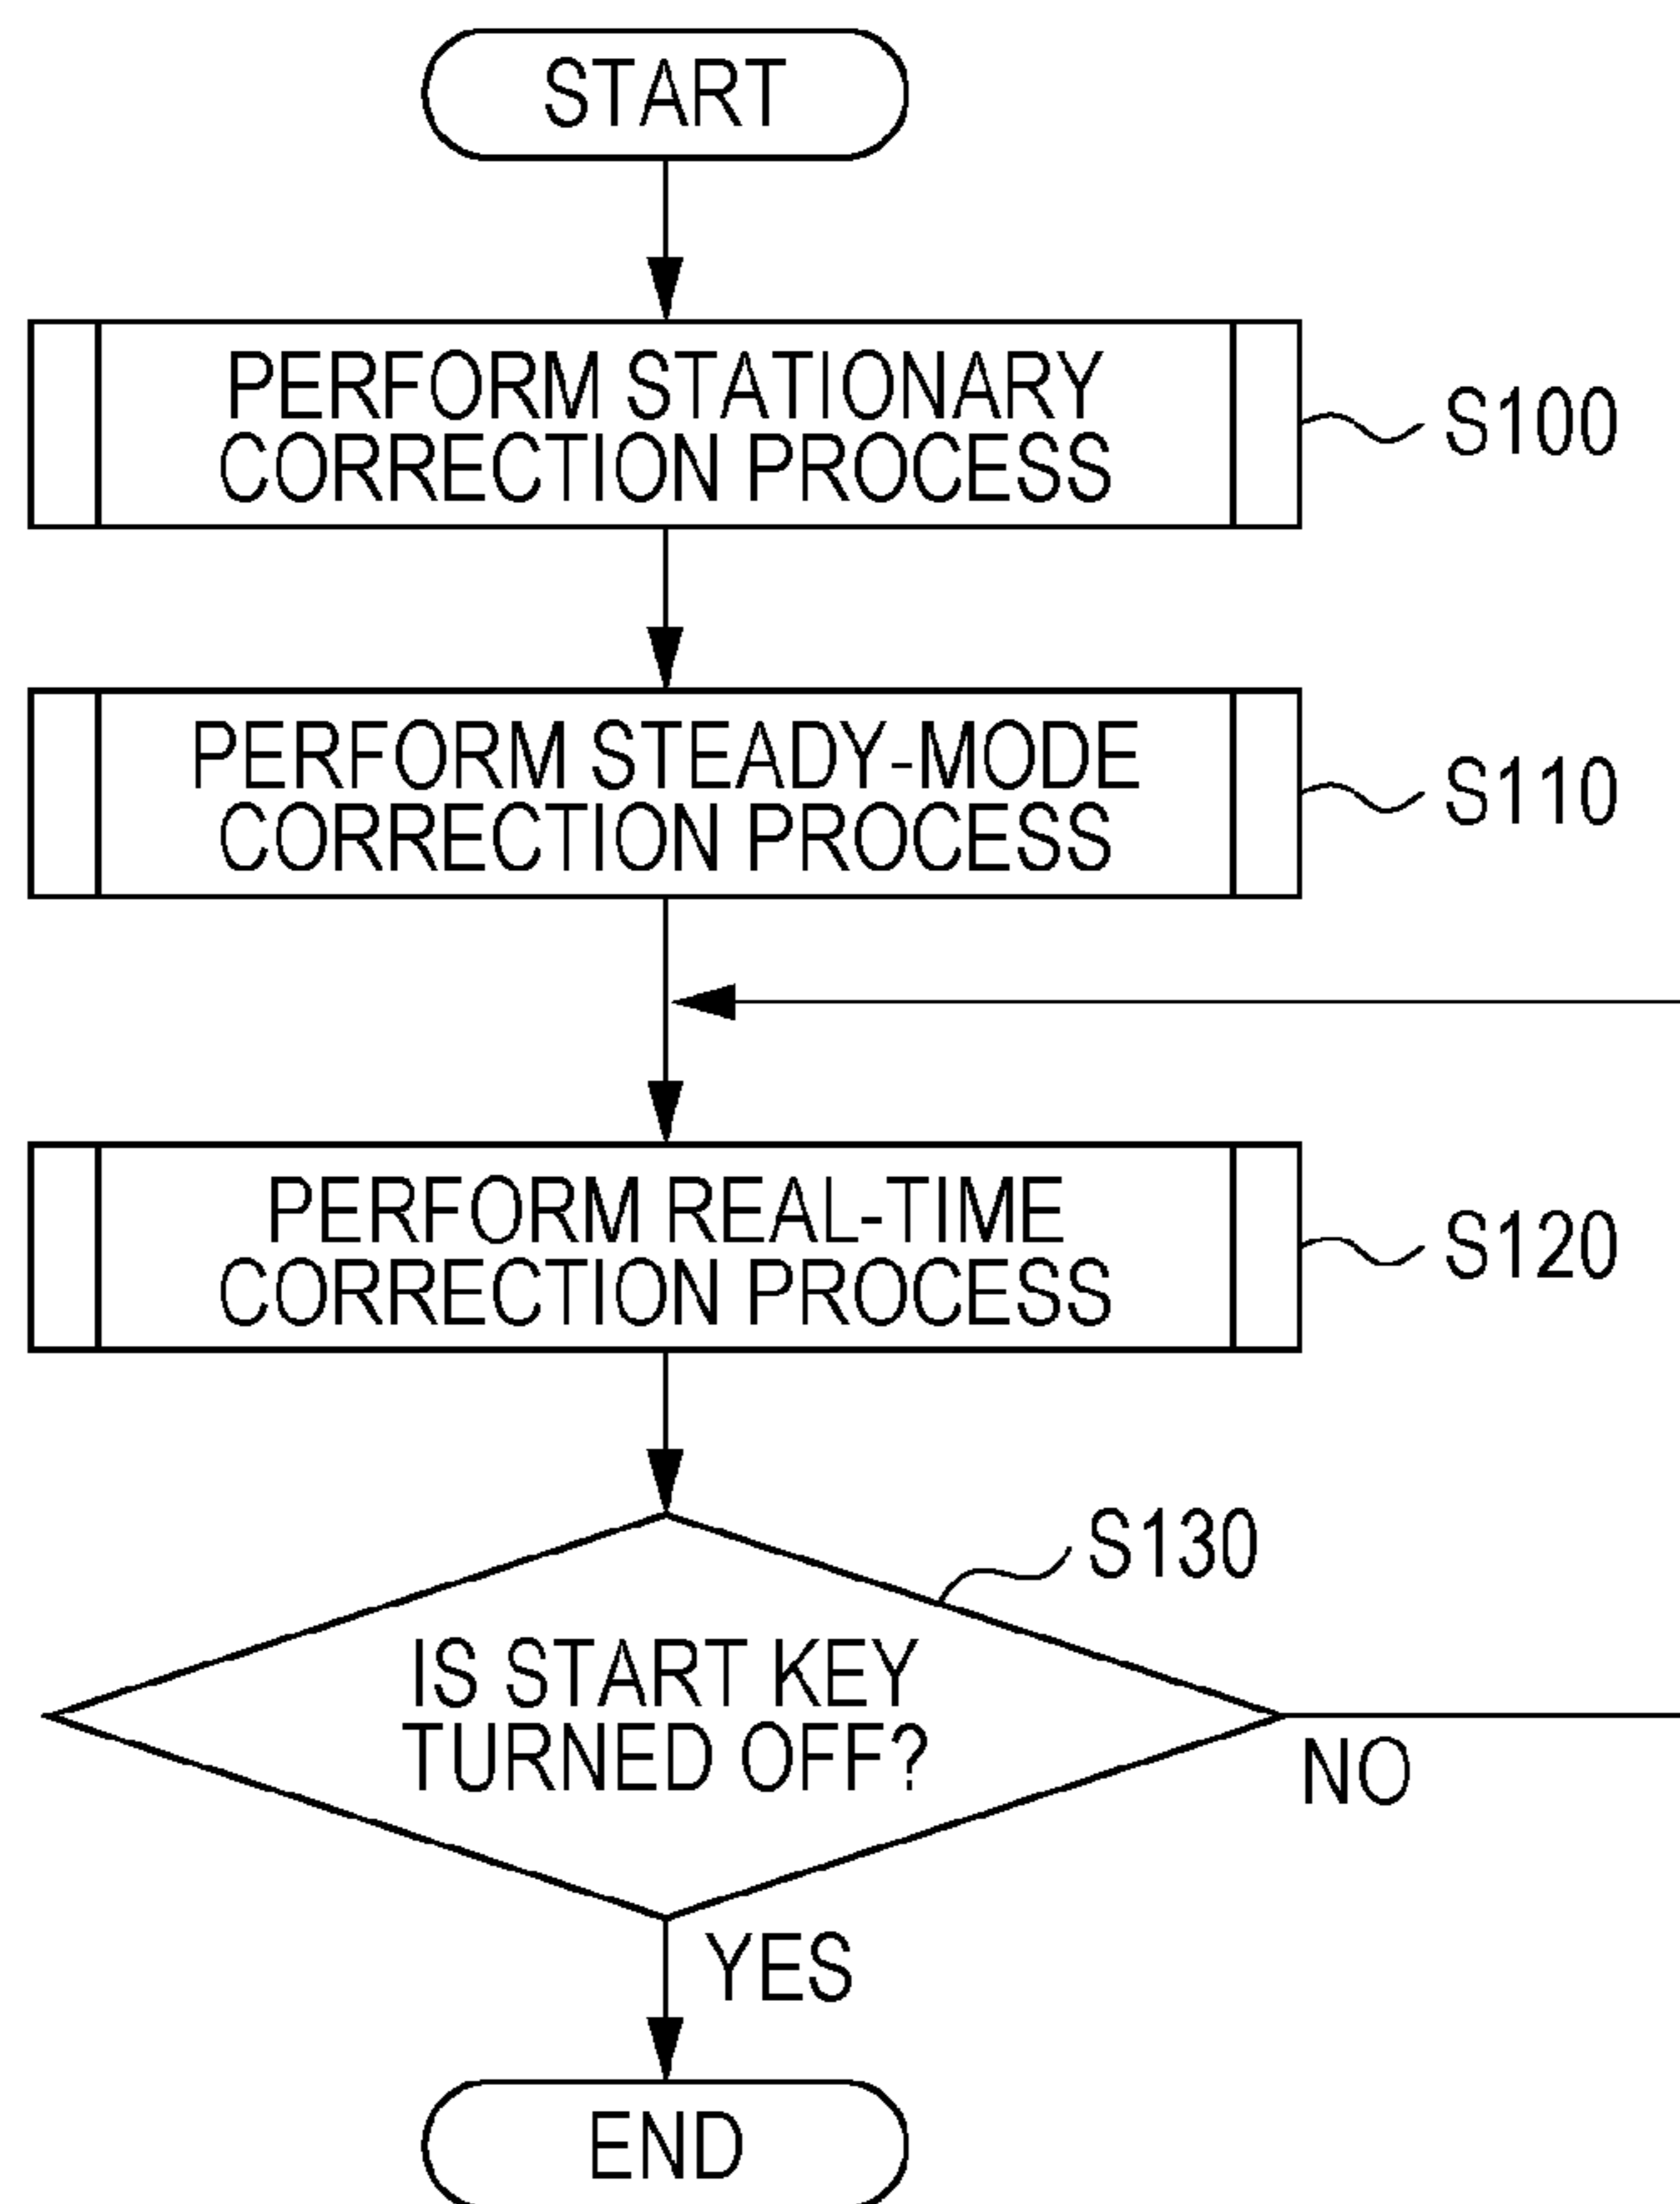 START
PERFORM STATIONARY
CORRECTION PROCESS
S100
PERFORM STEADY-MODE
CORRECTION PROCESS
S110
PERFORM REAL-TIME
CORRECTION PROCESS
S120
S130
IS START KEY
TURNED OFF?
NO
YES
END